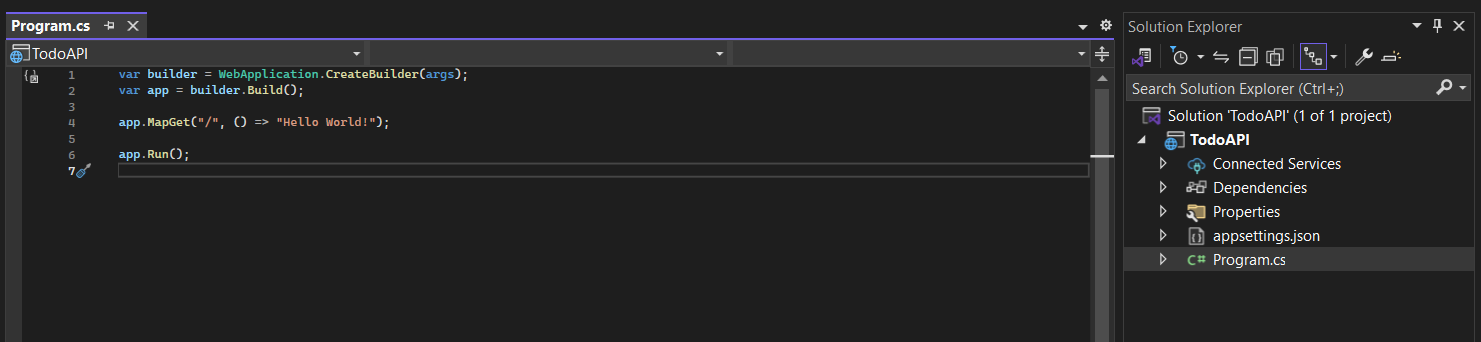 Program.cs
TodoAPI
1 var builder = WebApplication.CreateBuilder(args);
2 var app = builder.Build();
3
4 app.MapGet("/", () => "Hello World!");
5
6 app.Run();
7
Solution Explorer
Search Solution Explorer (Ctrl+;)
Solution 'TodoAPI' (1 of 1 project)
TodoAPI
Connected Services
Dependencies
Properties
appsettings.json
C# Program.cs